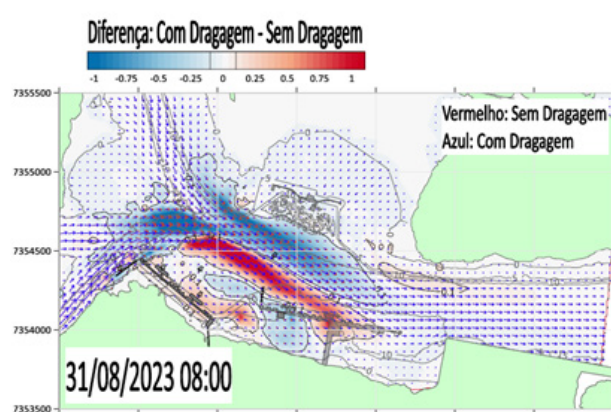 Diferença: Com Dragagem - Sem Dragagem
-1 -0.75 -0.5 -0.25 0 0.25 0.5 0.75 1
7355500
Vermelho: Sem Dragagem
Azul: Com Dragagem
7355000
7354500
7354000
31/08/2023 08:00
7353500